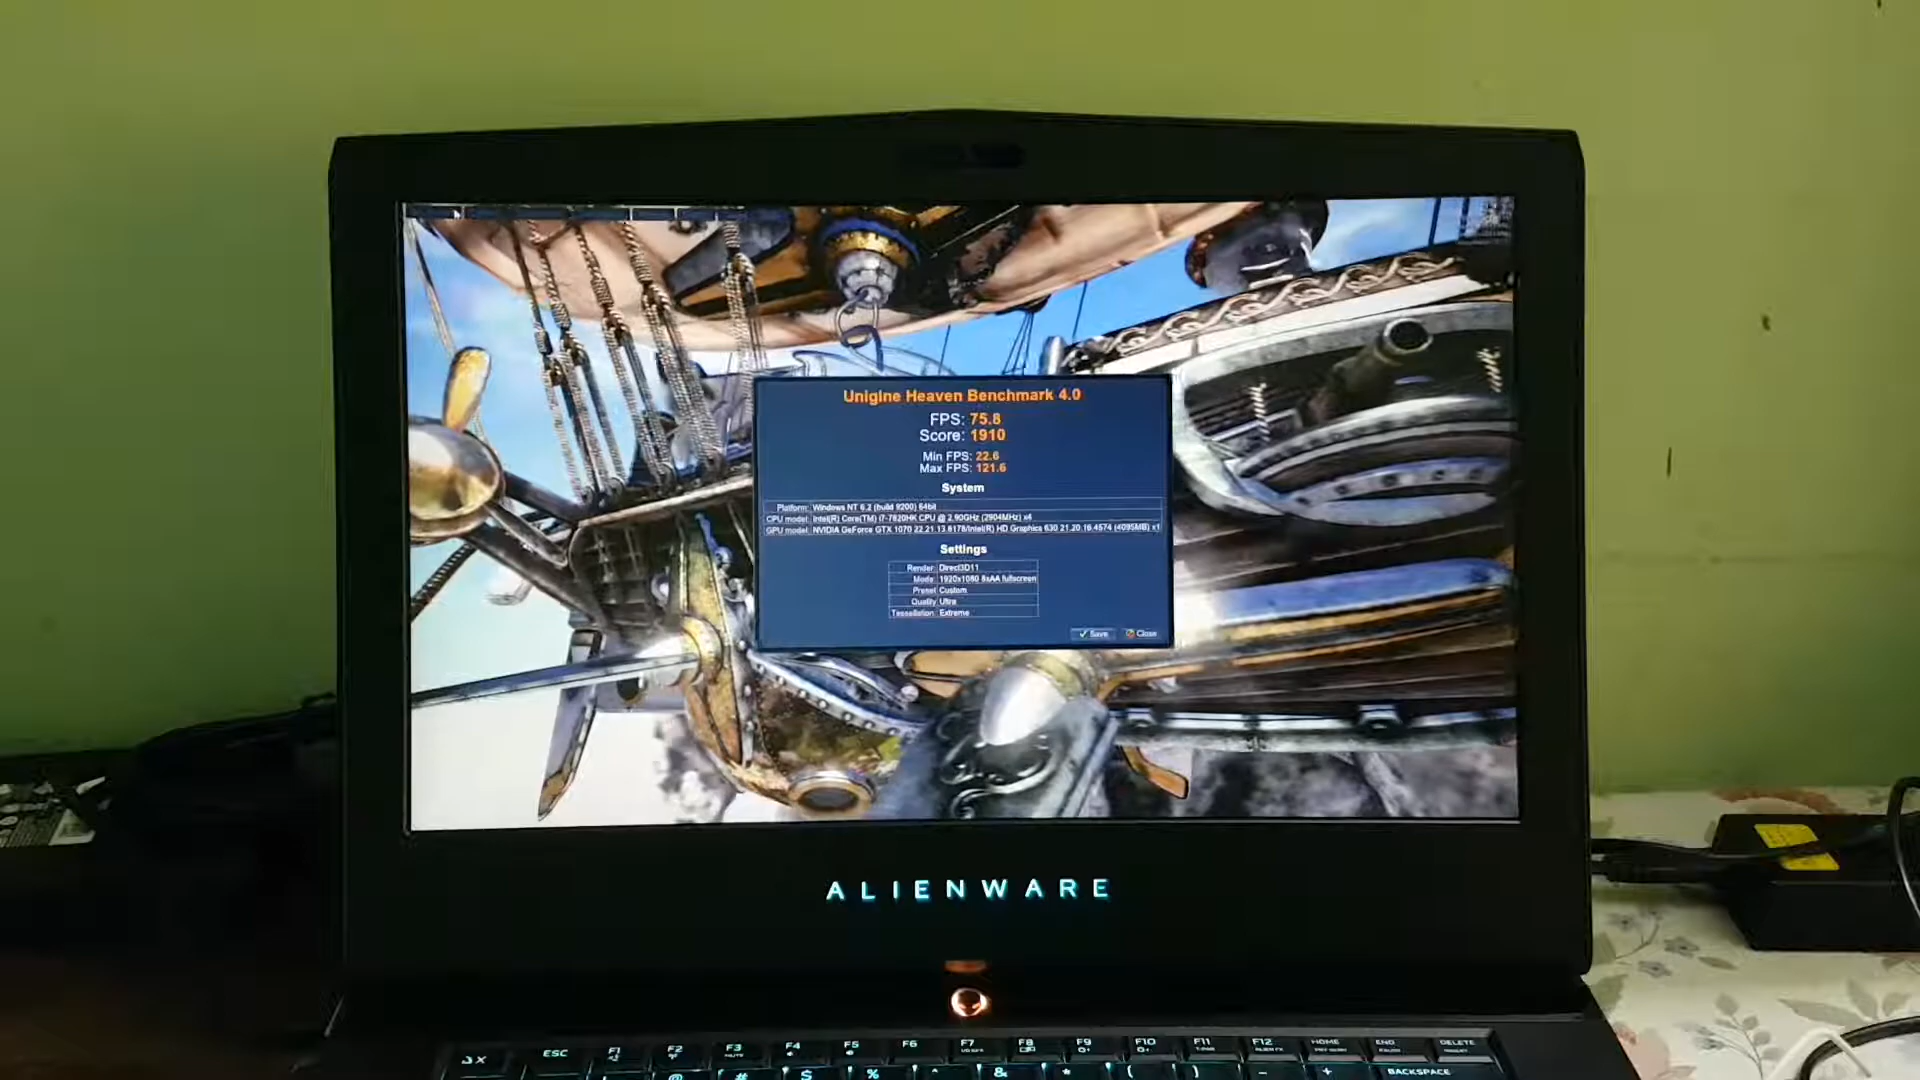 Unigine Heaven Benchmark 4.0
FPS: 75.8
Score: 1910
Min FPS: 22.6
Max FPS: 121.6
System
Platform: Windows NT 6.2 (build 9200) 64bit
CPU model: Intel(R) Core(TM) i7-7820HK CPU @ 2.90GHz (2904MHz) x4
GPU model: NVIDIA GeForce GTX 1070 22.21.13.8178/Intel(R) HD Graphics 630 21.20.16.4574 (4095MB) x1
Settings
Render: Direct3D11
Mode: 1920x1080 8xAA fullscreen
Preset Custom
Quality Ultra
Tessellation: Extreme
Save Close
ALIENWARE
ESC F1 F2 F3 F4 F5 F6 F7 F8 F9 F10 F11 F12 HOME END DELETE
@ # $ % ^ & * ( ) - + BACKSPACE